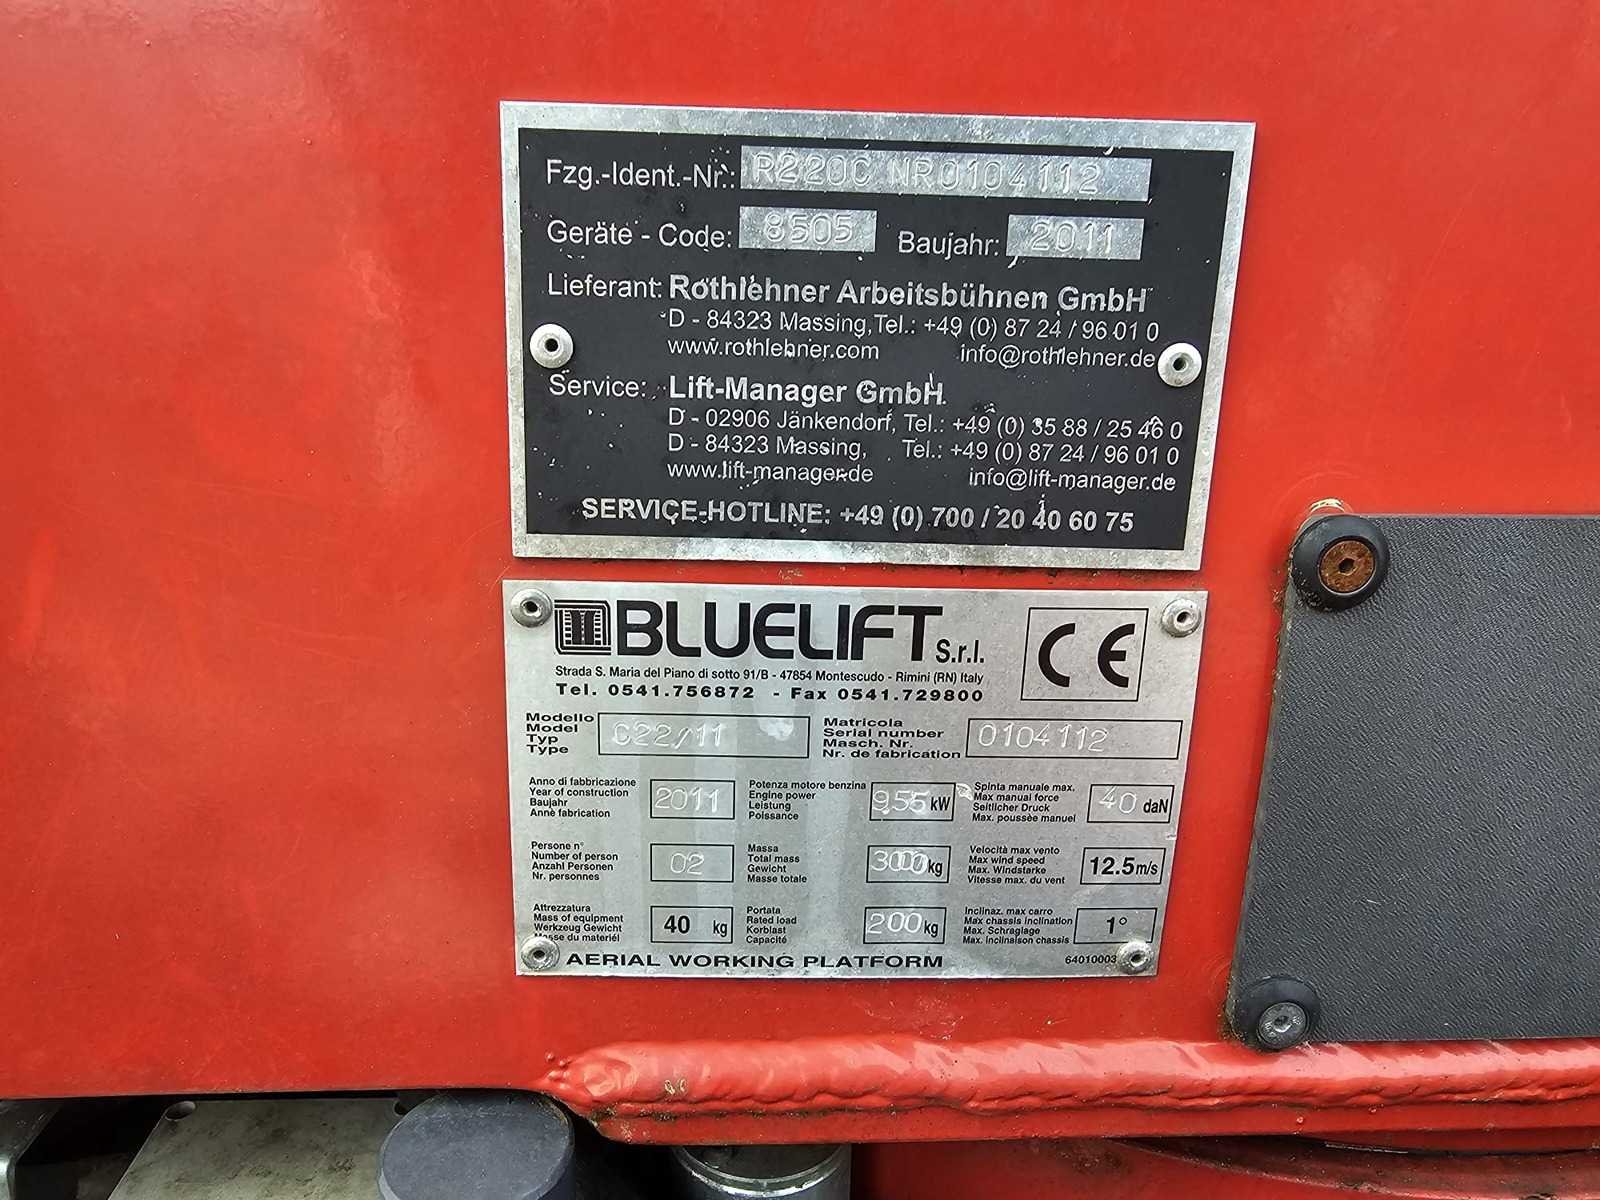 Fzg.-Ident.-Nr.: R220C NR0104112
Geräte - Code: 8505 Baujahr: 2011
Lieferant: Rothlehner Arbeitsbühnen GmbH
D - 84323 Massing, Tel.: +49 (0) 87 24 / 96 01 0
www.rothlehner.com info@rothlehner.de
Service: Lift-Manager GmbH
D - 02906 Jänkendorf, Tel.: +49 (0) 35 88 / 25 46 0
D - 84323 Massing, Tel.: +49 (0) 87 24 / 96 01 0
www.lift-manager.de info@lift-manager.de
SERVICE-HOTLINE: +49 (0) 700 / 20 40 60 75
BLUELIFT S.r.l. CE
Strada S. Maria del Piano di sotto 91/B - 47854 Montescudo - Rimini (RN) Italy
Tel. 0541.756872 - Fax 0541.729800
Modello
Model
Typ
Type
C22/11
Matricola
Serial number
Masch. Nr.
Nr. de fabrication
0104112
Anno di fabbricazione
Year of construction
Baujahr
Anné fabrication
2011
Potenza motore benzina
Engine power
Leistung
Poissance
9.55 kW
Spinta manuale max.
Max manual force
Seitlicher Druck
Max. poussèe manuel
40 daN
Persone n°
Number of person
Anzahl Personen
Nr. personnes
02
Massa
Total mass
Gewicht
Masse totale
3000 kg
Velocità max vento
Max wind speed
Max. Windstarke
Vitesse max. du vent
12.5 m/s
Attrezzatura
Mass of equipment
Werkzeug Gewicht
Masse du materiél
40 kg
Portata
Rated load
Korblast
Capacité
200 kg
Inclinaz. max carro
Max chassis inclination
Max. Schraglage
Max. inclinaison chassis
1°
AERIAL WORKING PLATFORM 64010003